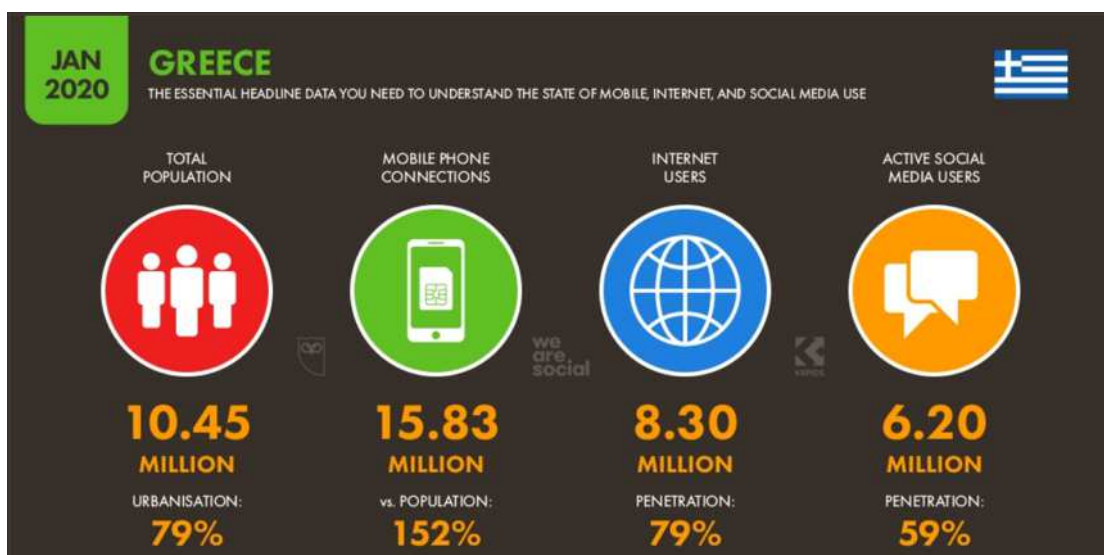 JAN
2020
GREECE
THE ESSENTIAL HEADLINE DATA YOU NEED TO UNDERSTAND THE STATE OF MOBILE, INTERNET, AND SOCIAL MEDIA USE
TOTAL
POPULATION
MOBILE PHONE
CONNECTIONS
INTERNET
USERS
ACTIVE SOCIAL
MEDIA USERS
we
are
social
KEPIOS
10.45
MILLION
URBANISATION:
79%
15.83
MILLION
vs. POPULATION:
152%
8.30
MILLION
PENETRATION:
79%
6.20
MILLION
PENETRATION:
59%